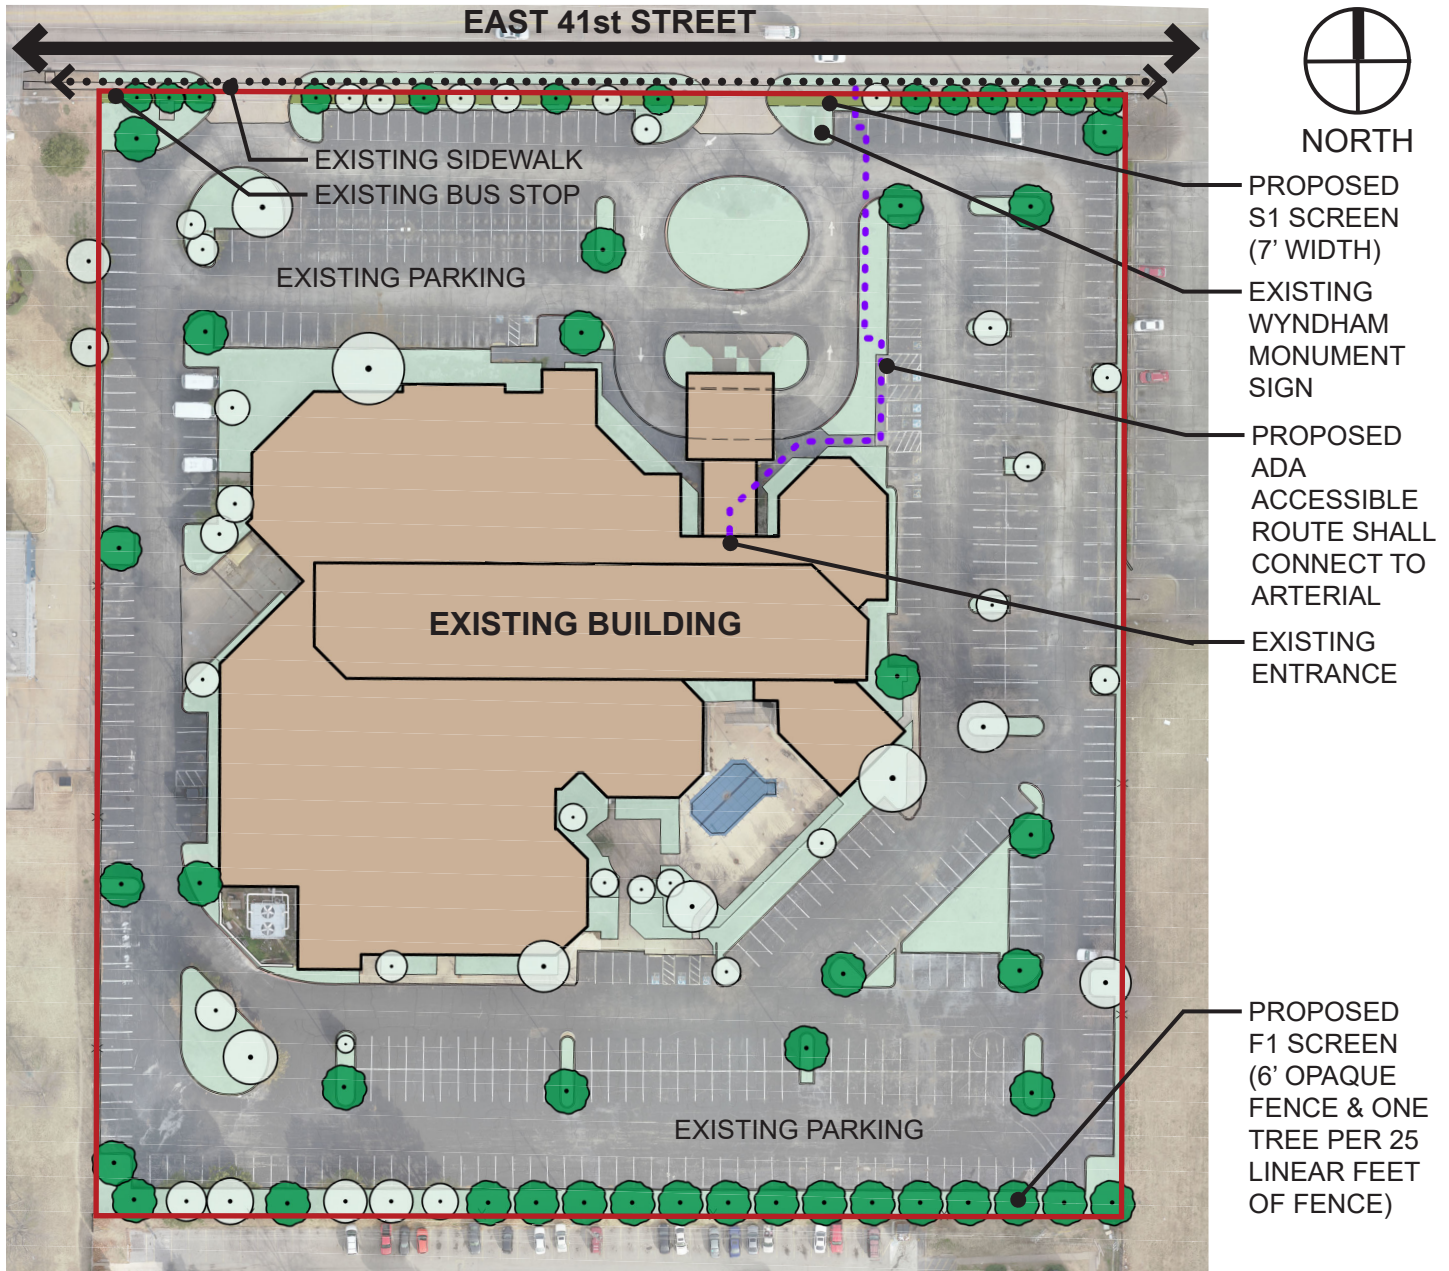 EAST 41st STREET
NORTH
EXISTING SIDEWALK
EXISTING BUS STOP
EXISTING PARKING
PROPOSED
S1 SCREEN
(7’ WIDTH)
EXISTING
WYNDHAM
MONUMENT
SIGN
PROPOSED
ADA
ACCESSIBLE
ROUTE SHALL
CONNECT TO
ARTERIAL
EXISTING BUILDING
EXISTING
ENTRANCE
PROPOSED
F1 SCREEN
(6’ OPAQUE
FENCE & ONE
TREE PER 25
LINEAR FEET
OF FENCE)
EXISTING PARKING